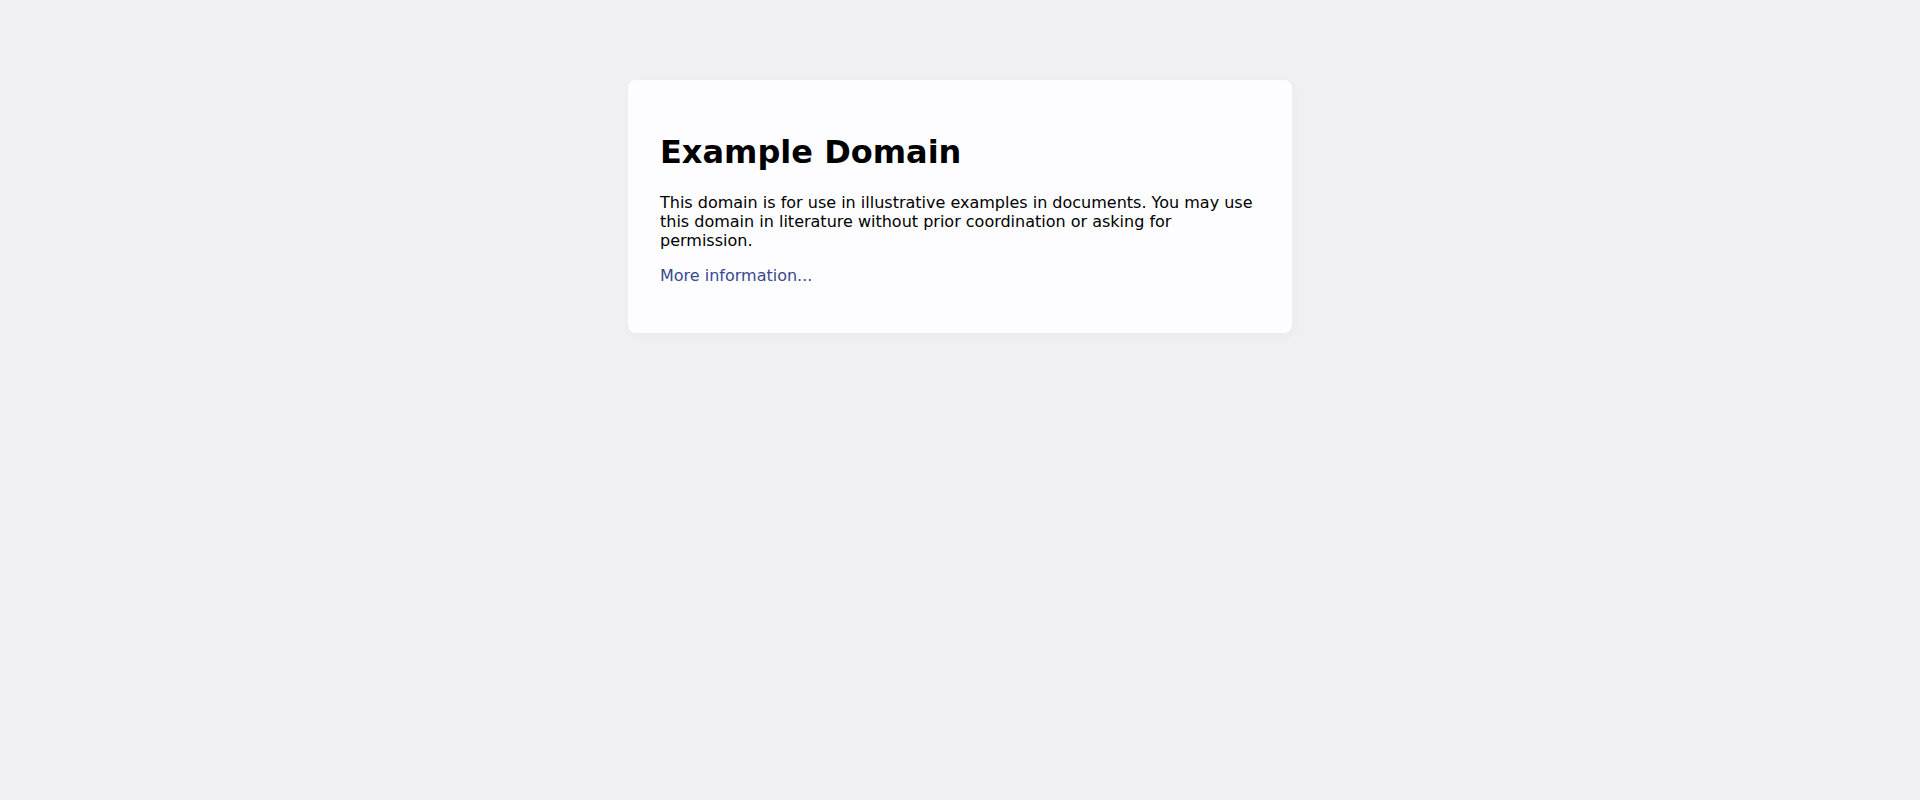 Example Domain
This domain is for use in illustrative examples in documents. You may use
this domain in literature without prior coordination or asking for
permission.
More information...